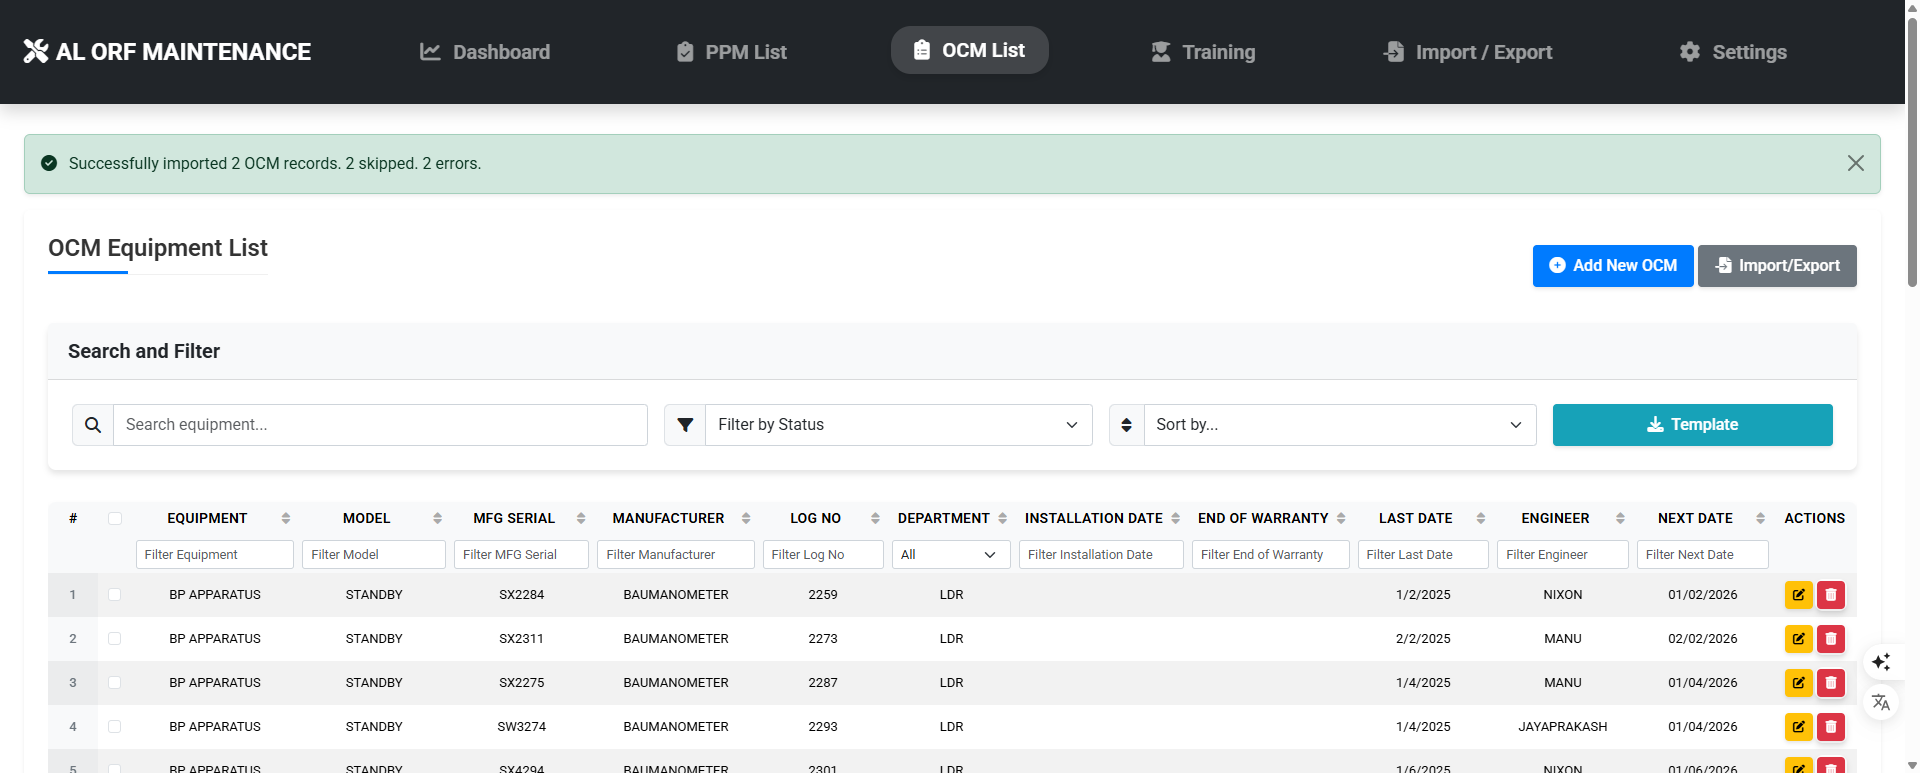 AL ORF MAINTENANCE Dashboard PPM List OCM List Training Import / Export Settings
Successfully imported 2 OCM records. 2 skipped. 2 errors.
OCM Equipment List
Add New OCM Import/Export
Search and Filter
Search equipment... Filter by Status Sort by... Template
# EQUIPMENT MODEL MFG SERIAL MANUFACTURER LOG NO DEPARTMENT INSTALLATION DATE END OF WARRANTY LAST DATE ENGINEER NEXT DATE ACTIONS
Filter Equipment Filter Model Filter MFG Serial Filter Manufacturer Filter Log No All Filter Installation Date Filter End of Warranty Filter Last Date Filter Engineer Filter Next Date
1 BP APPARATUS STANDBY SX2284 BAUMANOMETER 2259 LDR 1/2/2025 NIXON 01/02/2026
2 BP APPARATUS STANDBY SX2311 BAUMANOMETER 2273 LDR 2/2/2025 MANU 02/02/2026
3 BP APPARATUS STANDBY SX2275 BAUMANOMETER 2287 LDR 1/4/2025 MANU 01/04/2026
4 BP APPARATUS STANDBY SW3274 BAUMANOMETER 2293 LDR 1/4/2025 JAYAPRAKASH 01/04/2026
5 BP APPARATUS STANDBY SX4294 BAUMANOMETER 2301 LDR 1/6/2025 NIXON 01/06/2026